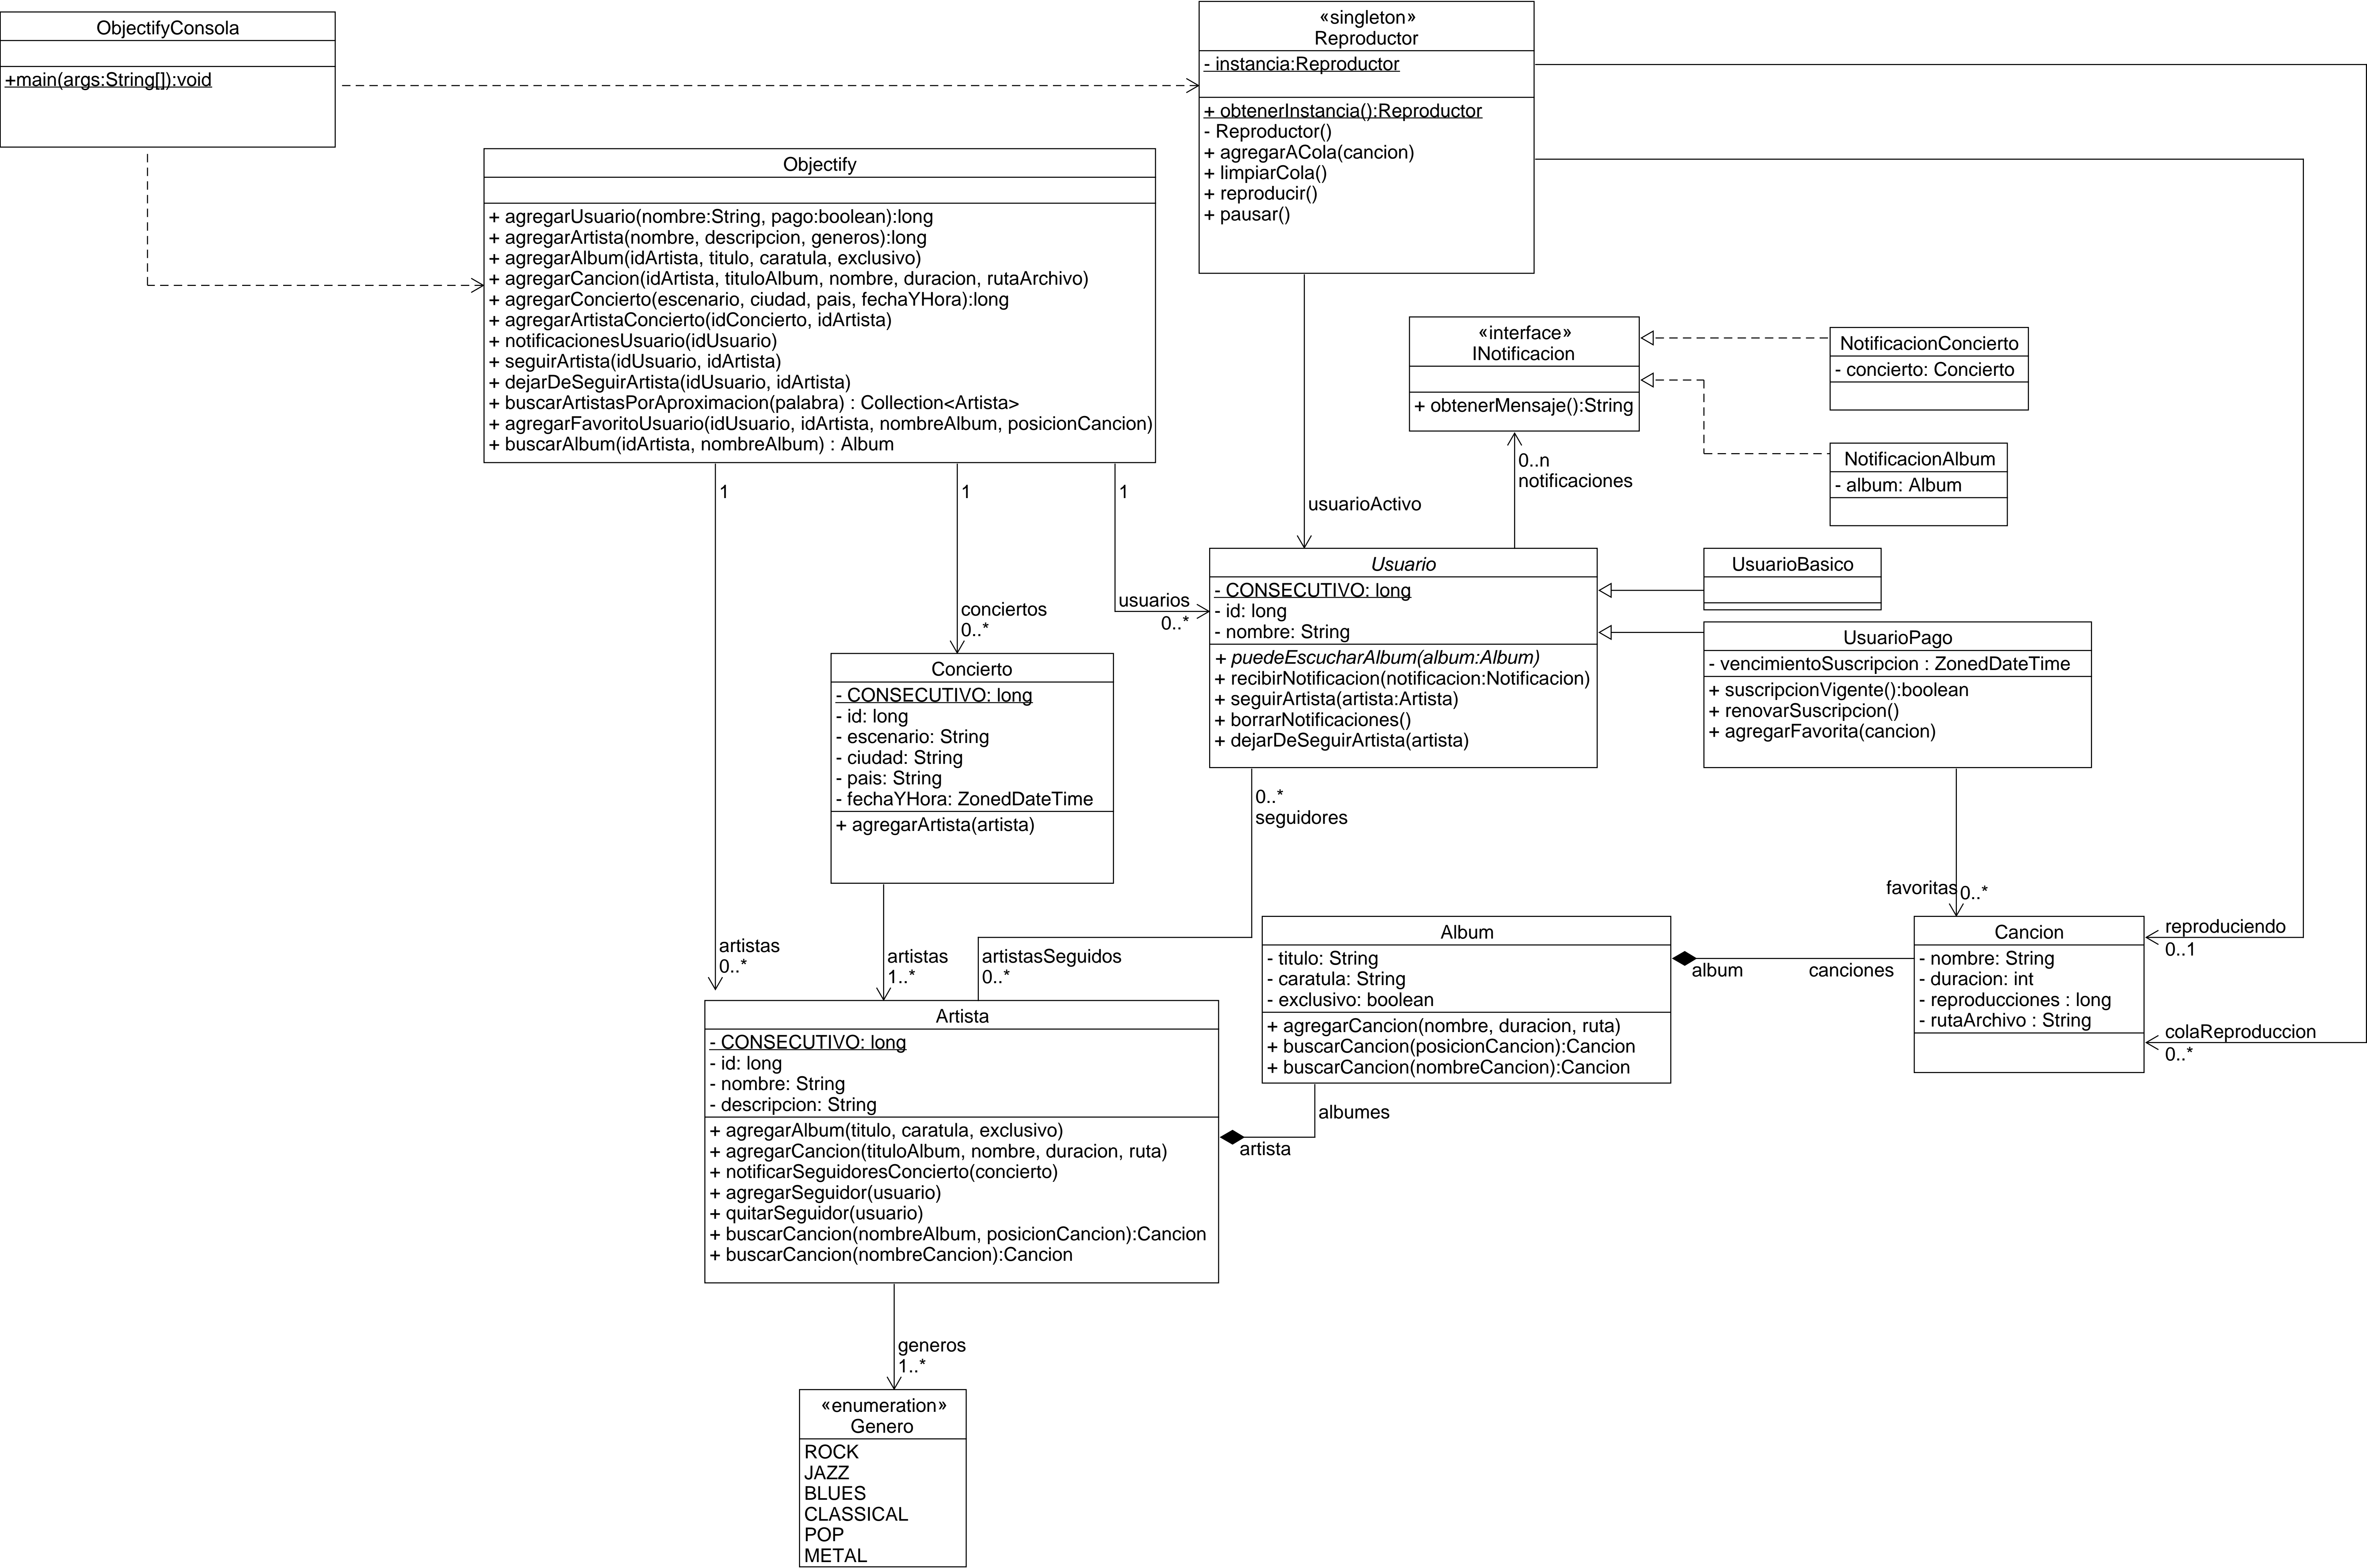 ObjectifyConsola
+main(args:String[]):void
«singleton»
Reproductor
- instancia:Reproductor
+ obtenerInstancia():Reproductor
- Reproductor()
+ agregarACola(cancion)
+ limpiarCola()
+ reproducir()
+ pausar()
Objectify
+ agregarUsuario(nombre:String, pago:boolean):long
+ agregarArtista(nombre, descripcion, generos):long
+ agregarAlbum(idArtista, titulo, caratula, exclusivo)
+ agregarCancion(idArtista, tituloAlbum, nombre, duracion, rutaArchivo)
+ agregarConcierto(escenario, ciudad, pais, fechaYHora):long
+ agregarArtistaConcierto(idConcierto, idArtista)
+ notificacionesUsuario(idUsuario)
+ seguirArtista(idUsuario, idArtista)
+ dejarDeSeguirArtista(idUsuario, idArtista)
+ buscarArtistasPorAproximacion(palabra) : Collection<Artista>
+ agregarFavoritoUsuario(idUsuario, idArtista, nombreAlbum, posicionCancion)
+ buscarAlbum(idArtista, nombreAlbum) : Album
«interface»
INotificacion
+ obtenerMensaje():String
NotificacionConcierto
- concierto: Concierto
NotificacionAlbum
- album: Album
0..n
notificaciones
1
1
1
usuarioActivo
usuarios
0..*
conciertos
0..*
Usuario
- CONSECUTIVO: long
- id: long
- nombre: String
+ puedeEscucharAlbum(album:Album)
+ recibirNotificacion(notificacion:Notificacion)
+ seguirArtista(artista:Artista)
+ borrarNotificaciones()
+ dejarDeSeguirArtista(artista)
UsuarioBasico
UsuarioPago
- vencimientoSuscripcion : ZonedDateTime
+ suscripcionVigente():boolean
+ renovarSuscripcion()
+ agregarFavorita(cancion)
Concierto
- CONSECUTIVO: long
- id: long
- escenario: String
- ciudad: String
- pais: String
- fechaYHora: ZonedDateTime
+ agregarArtista(artista)
0..*
seguidores
favoritas
0..*
artistas
0..*
artistas
1..*
artistasSeguidos
0..*
Album
- titulo: String
- caratula: String
- exclusivo: boolean
+ agregarCancion(nombre, duracion, ruta)
+ buscarCancion(posicionCancion):Cancion
+ buscarCancion(nombreCancion):Cancion
album
canciones
Cancion
- nombre: String
- duracion: int
- reproducciones : long
- rutaArchivo : String
reproduciendo
0..1
colaReproduccion
0..*
Artista
- CONSECUTIVO: long
- id: long
- nombre: String
- descripcion: String
+ agregarAlbum(titulo, caratula, exclusivo)
+ agregarCancion(tituloAlbum, nombre, duracion, ruta)
+ notificarSeguidoresConcierto(concierto)
+ agregarSeguidor(usuario)
+ quitarSeguidor(usuario)
+ buscarCancion(nombreAlbum, posicionCancion):Cancion
+ buscarCancion(nombreCancion):Cancion
albumes
artista
generos
1..*
«enumeration»
Genero
ROCK
JAZZ
BLUES
CLASSICAL
POP
METAL